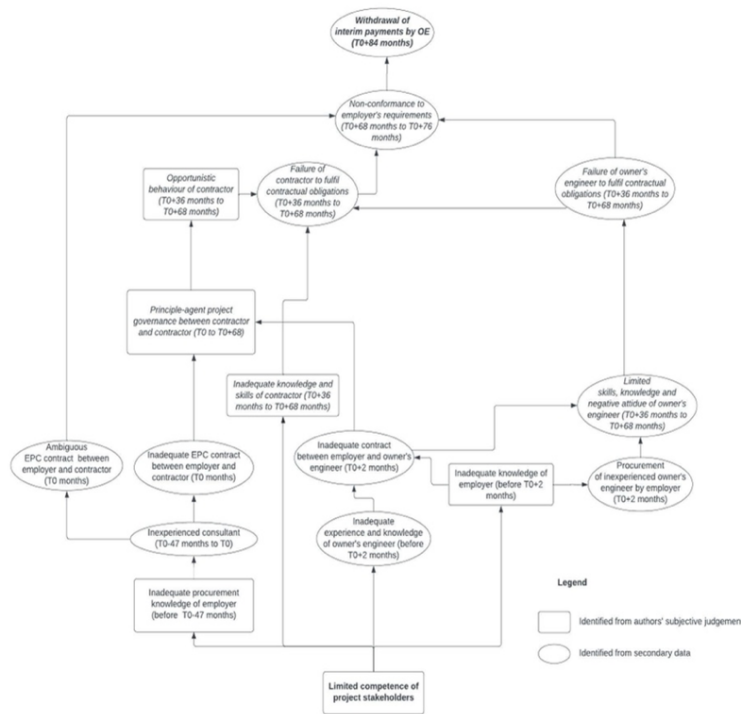 Withdrawal of
interim payments by OE
(T0+84 months)
Non-conformance to
employer's requirements
(T0+68 months to T0+76
months)
Opportunistic
behaviour of contractor
(T0+36 months to
T0+68 months)
Failure of
contractor to fulfil
contractual obligations
(T0+36 months to
T0+68 months)
Failure of owner's
engineer to fulfil contractual
obligations (T0+36 months to
T0+68 months)
Principle-agent project
governance between contractor
and contractor (T0 to T0+68)
Inadequate knowledge and
skills of contractor (T0+36
months to T0+68 months)
Limited
skills, knowledge and
negative attidue of owner's
engineer (T0+36 months to
T0+68 months)
Ambiguous
EPC contract between
employer and contractor
(T0 months)
Inadequate EPC contract
between employer and
contractor (T0 months)
Inadequate contract
between employer and owner's
engineer (T0+2 months)
Inadequate knowledge of
employer (before T0+2
months)
Procurement
of inexperienced owner's
engineer by employer
(T0+2 months)
Inexperienced consultant
(T0-47 months to T0)
Inadequate
experience and knowledge
of owner's engineer (before
T0+2 months)
Inadequate procurement
knowledge of employer
(before T0-47 months)
Limited competence of
project stakeholders
Legend
Identified from authors' subjective judgemen
Identified from secondary data